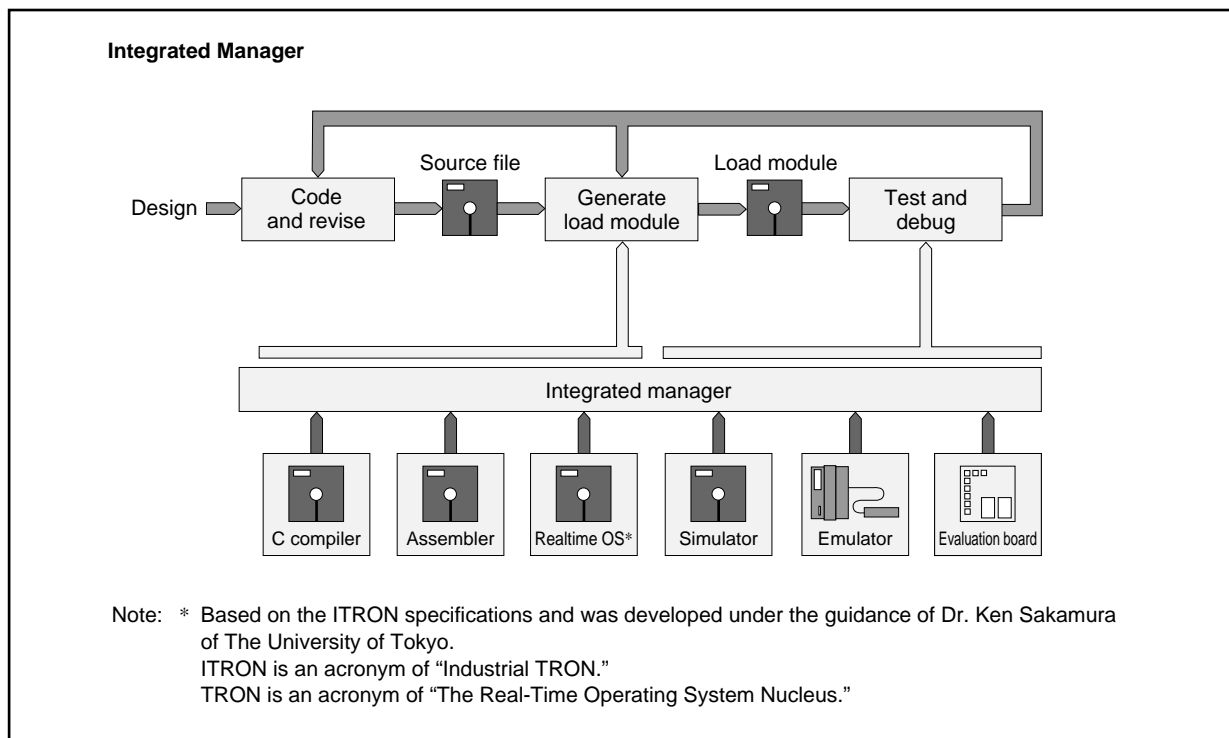 Integrated Manager
Source file
Load module
Design
Code
and revise
Generate
load module
Test and
debug
Integrated manager
C compiler
Assembler
Realtime OS*
Simulator
Emulator
Evaluation board
Note: * Based on the ITRON specifications and was developed under the guidance of Dr. Ken Sakamura
of The University of Tokyo.
ITRON is an acronym of “Industrial TRON.”
TRON is an acronym of “The Real-Time Operating System Nucleus.”